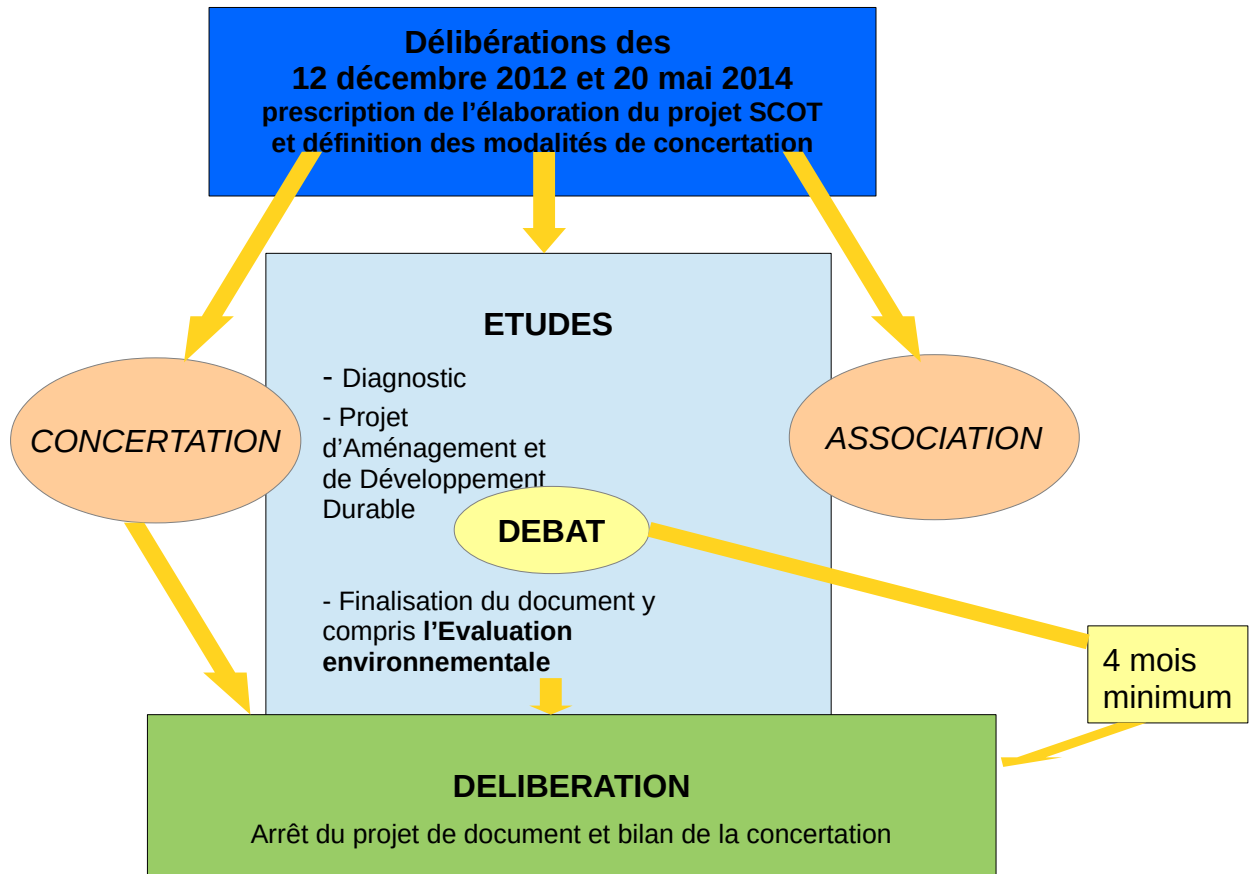 Délibérations des
12 décembre 2012 et 20 mai 2014
prescription de l’élaboration du projet SCOT
et définition des modalités de concertation
ETUDES
- Diagnostic
- Projet
d’Aménagement et
de Développement
Durable
CONCERTATION
ASSOCIATION
DEBAT
- Finalisation du document y
compris l’Evaluation
environnementale
4 mois
minimum
DELIBERATION
Arrêt du projet de document et bilan de la concertation